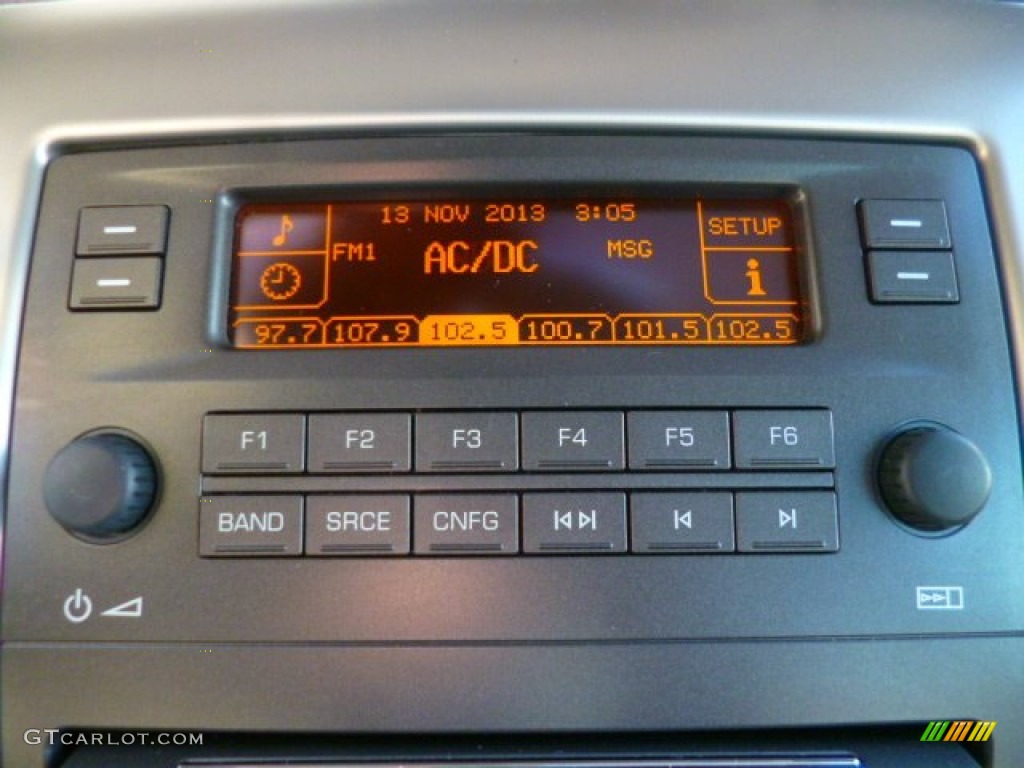 13 NOV 2013 3:05
SETUP
FM1 AC/DC MSG
i
97.7 107.9 102.5 100.7 101.5 102.5
F1 F2 F3 F4 F5 F6
BAND SRCE CNFG
GTCARLOT.COM